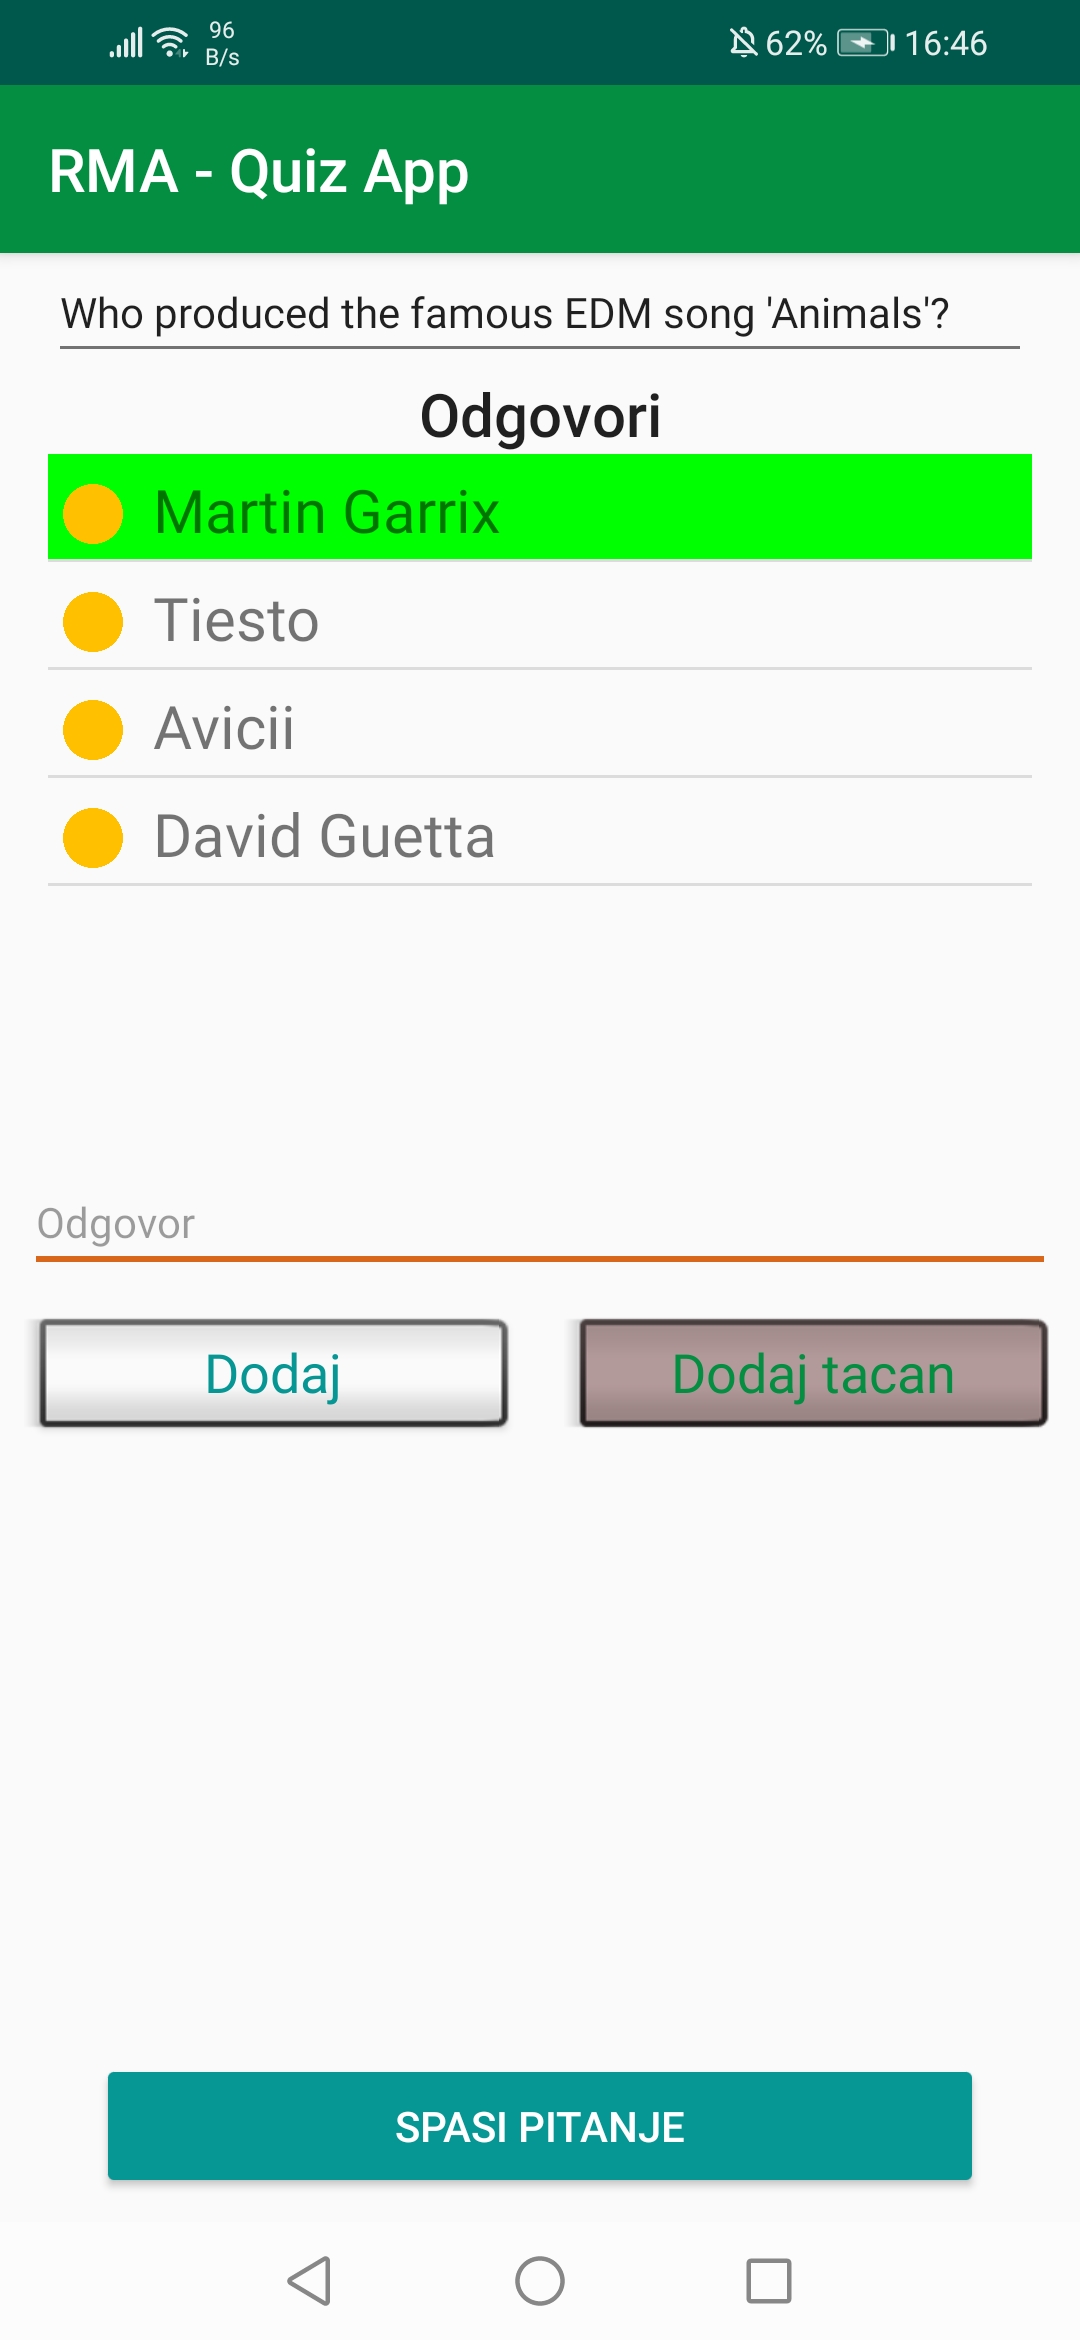 96
B/s
62%
16:46
RMA - Quiz App
Who produced the famous EDM song 'Animals'?
Odgovori
Martin Garrix
Tiesto
Avicii
David Guetta
Odgovor
Dodaj
Dodaj tacan
SPASI PITANJE